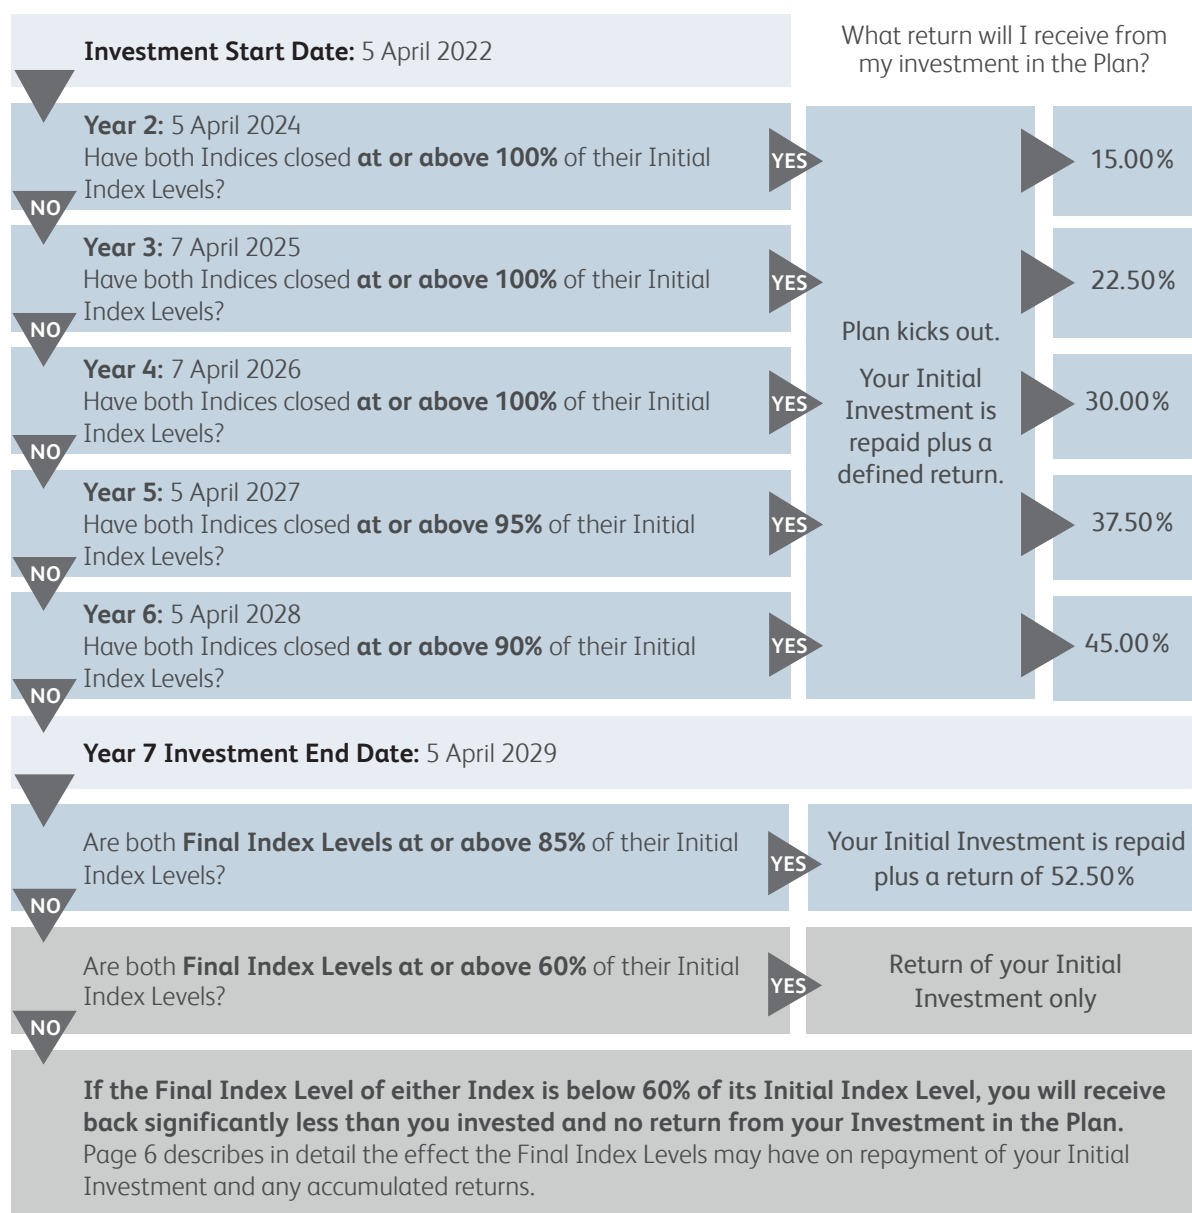 Investment Start Date: 5 April 2022
What return will I receive from
my investment in the Plan?
Year 2: 5 April 2024
Have both Indices closed at or above 100% of their Initial
Index Levels?
YES
15.00%
NO
Year 3: 7 April 2025
Have both Indices closed at or above 100% of their Initial
Index Levels?
YES
22.50%
NO
Year 4: 7 April 2026
Have both Indices closed at or above 100% of their Initial
Index Levels?
YES
30.00%
NO
Year 5: 5 April 2027
Have both Indices closed at or above 95% of their Initial
Index Levels?
YES
37.50%
NO
Year 6: 5 April 2028
Have both Indices closed at or above 90% of their Initial
Index Levels?
YES
45.00%
NO
Plan kicks out.
Your Initial
Investment is
repaid plus a
defined return.
Year 7 Investment End Date: 5 April 2029
Are both Final Index Levels at or above 85% of their Initial
Index Levels?
YES
Your Initial Investment is repaid
plus a return of 52.50%
NO
Are both Final Index Levels at or above 60% of their Initial
Index Levels?
YES
Return of your Initial
Investment only
NO
If the Final Index Level of either Index is below 60% of its Initial Index Level, you will receive
back significantly less than you invested and no return from your Investment in the Plan.
Page 6 describes in detail the effect the Final Index Levels may have on repayment of your Initial
Investment and any accumulated returns.